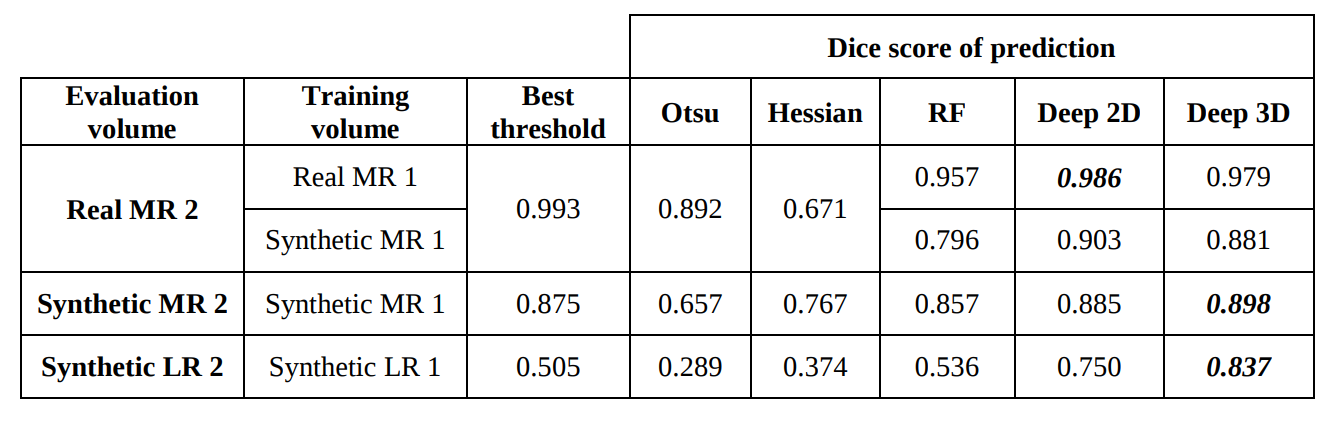 Dice score of prediction
Evaluation volume Training volume Best threshold Otsu Hessian RF Deep 2D Deep 3D
Real MR 2 Real MR 1 0.993 0.892 0.671 0.957 0.986 0.979
Synthetic MR 1 0.796 0.903 0.881
Synthetic MR 2 Synthetic MR 1 0.875 0.657 0.767 0.857 0.885 0.898
Synthetic LR 2 Synthetic LR 1 0.505 0.289 0.374 0.536 0.750 0.837